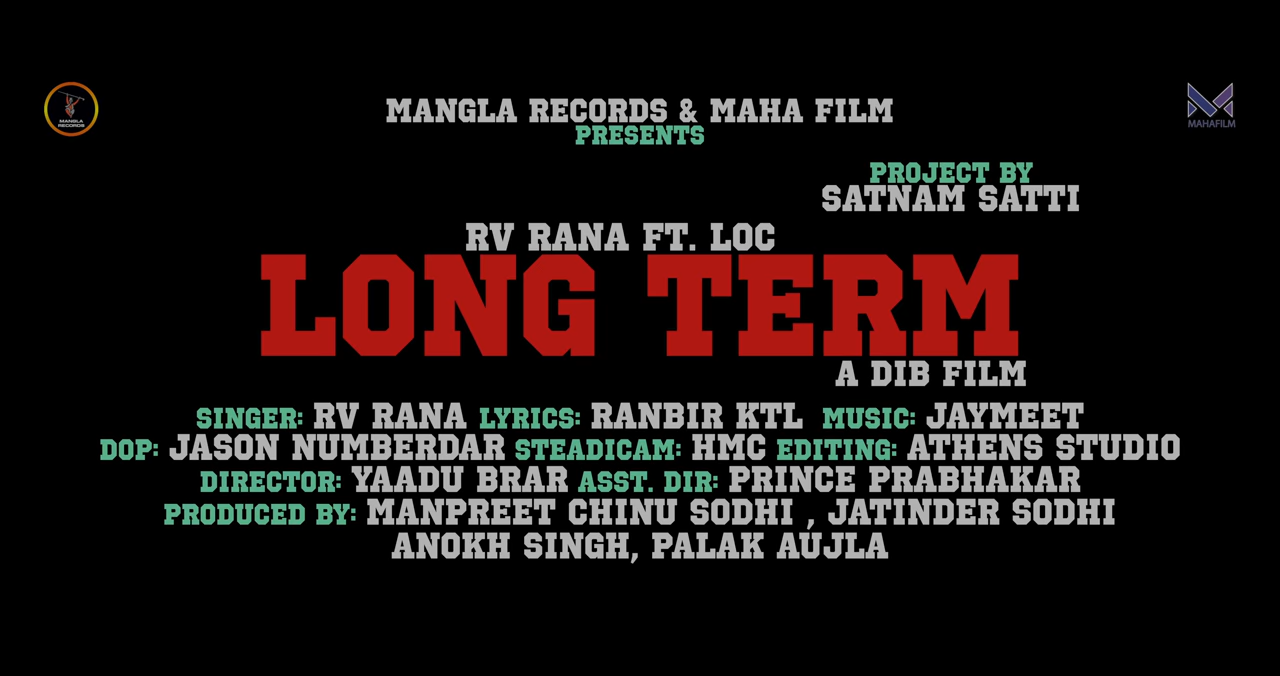 MANGLA RECORDS
MAHAFILM
MANGLA RECORDS & MAHA FILM
PRESENTS
PROJECT BY
SATNAM SATTI
RV RANA FT. LOC
LONG TERM
A DIB FILM
SINGER: RV RANA LYRICS: RANBIR KTL MUSIC: JAYMEET
DOP: JASON NUMBERDAR STEADICAM: HMC EDITING: ATHENS STUDIO
DIRECTOR: YAADU BRAR ASST. DIR: PRINCE PRABHAKAR
PRODUCED BY: MANPREET CHINU SODHI , JATINDER SODHI
ANOKH SINGH, PALAK AUJLA